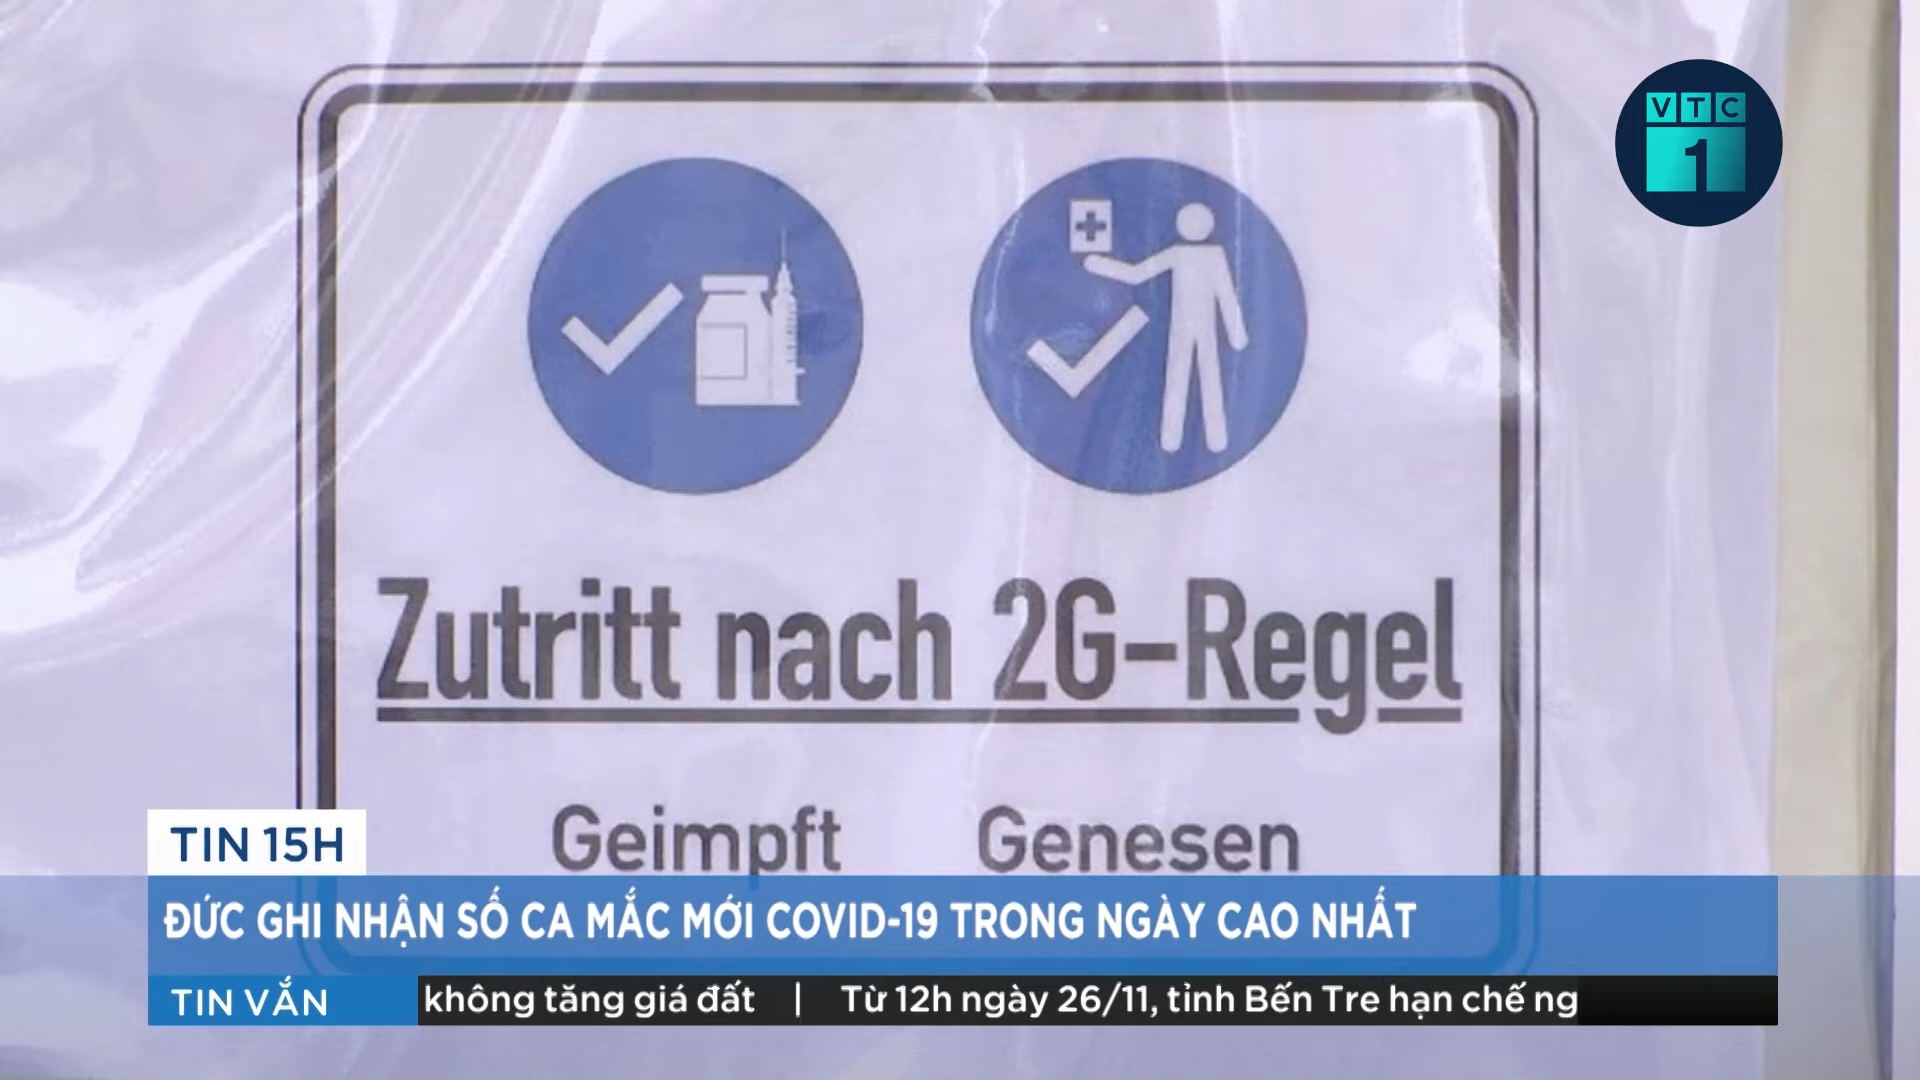 VTC
1
Zutritt nach 2G-Regel
Geimpft Genesen
TIN 15H
ĐỨC GHI NHẬN SỐ CA MẮC MỚI COVID-19 TRONG NGÀY CAO NHẤT
TIN VẮN không tăng giá đất | Từ 12h ngày 26/11, tỉnh Bến Tre hạn chế ng